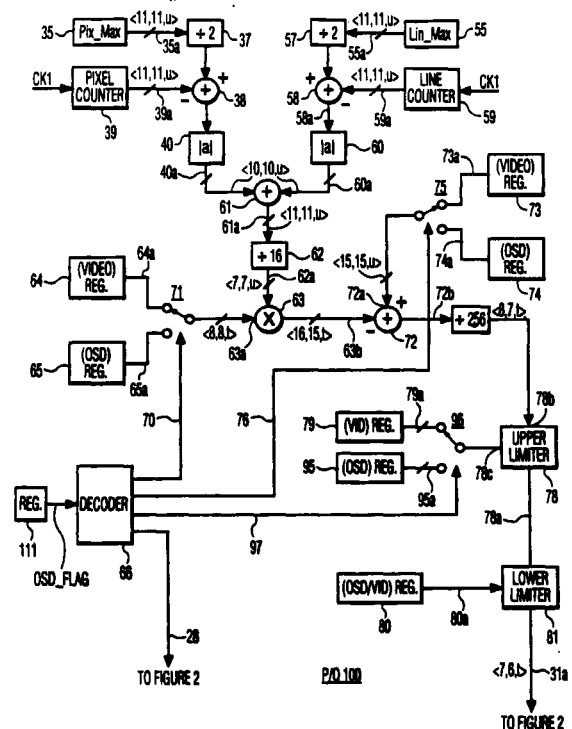 35
Pix_Max
<11,11,u>
35a
÷ 2
37
57
÷ 2
<11,11,u>
55a
Lin_Max
55
CK1
PIXEL COUNTER
39
<11,11,u>
39a
+
-
+
38
58
+
+
-
58a
<11,11,u>
59a
LINE COUNTER
59
CK1
40
|a|
40a
|a|
60
60a
<10,10,u>
+
61
61a
<11,11,u>
÷ 16
62
<7,7,u>
62a
73a
75
(VIDEO) REG.
73
74a
(OSD) REG.
74
64
(VIDEO) REG.
64a
71
65
(OSD) REG.
65a
<8,8,t>
63a
X
63
<16,15,t>
63b
<15,15,u>
72a
+
-
+
72
72b
÷ 256
<8,7,t>
70
76
79
(VID) REG.
79a
96
95
(OSD) REG.
95a
78c
78b
UPPER LIMITER
78
78a
REG.
111
OSD_FLAG
DECODER
66
97
28
TO FIGURE 2
(OSD/VID) REG.
80
80a
LOWER LIMITER
81
<7,6,t>
31a
TO FIGURE 2
P/O 100